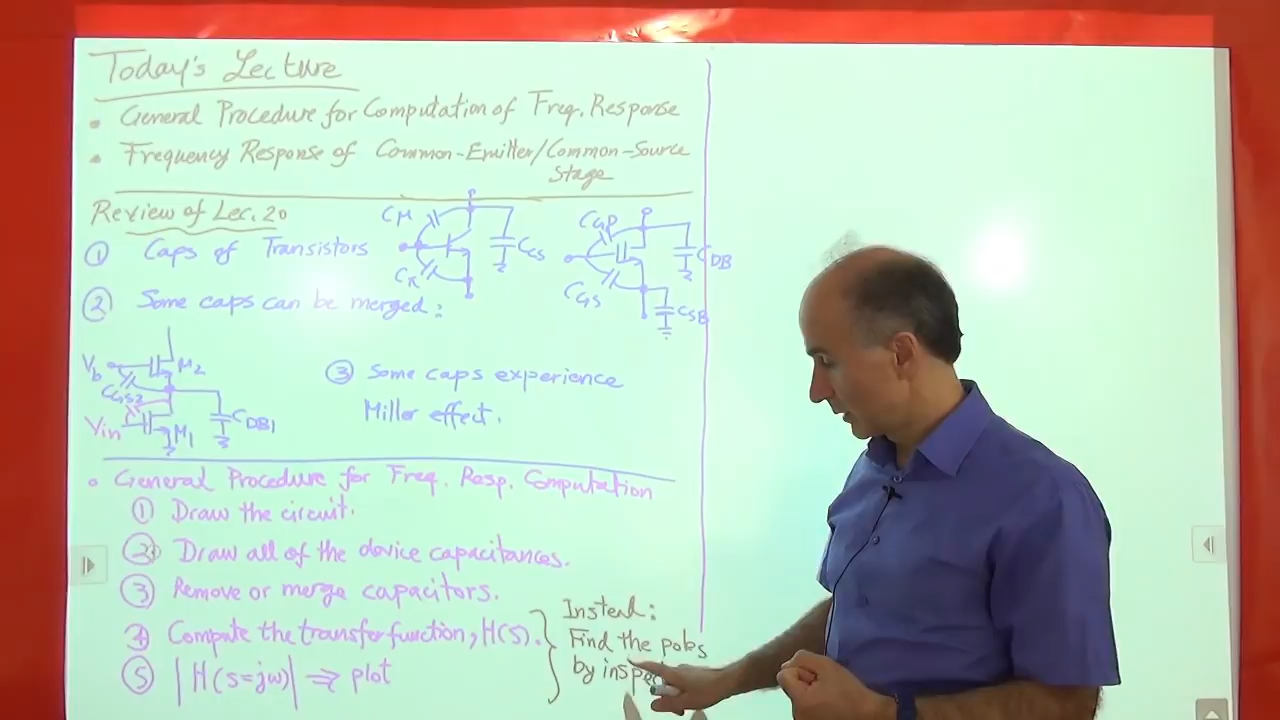 Today's Lecture
• General Procedure for Computation of Freq. Response
• Frequency Response of Common-Emitter/Common-Source
Stage
Review of Lec. 20
① Caps of Transistors
Cμ
CCS
Cπ
CGD
CDB
CGS
CSB
② Some caps can be merged:
Vb
M2
CGS2
Vin
M1
CDB1
③ Some caps experience
Miller effect.
• General Procedure for Freq. Resp. Computation
① Draw the circuit.
② Draw all of the device capacitances.
③ Remove or merge capacitors.
④ Compute the transfer function, H(s).
⑤ |H(s=jω)| ⇒ plot
Instead:
Find the poles
by